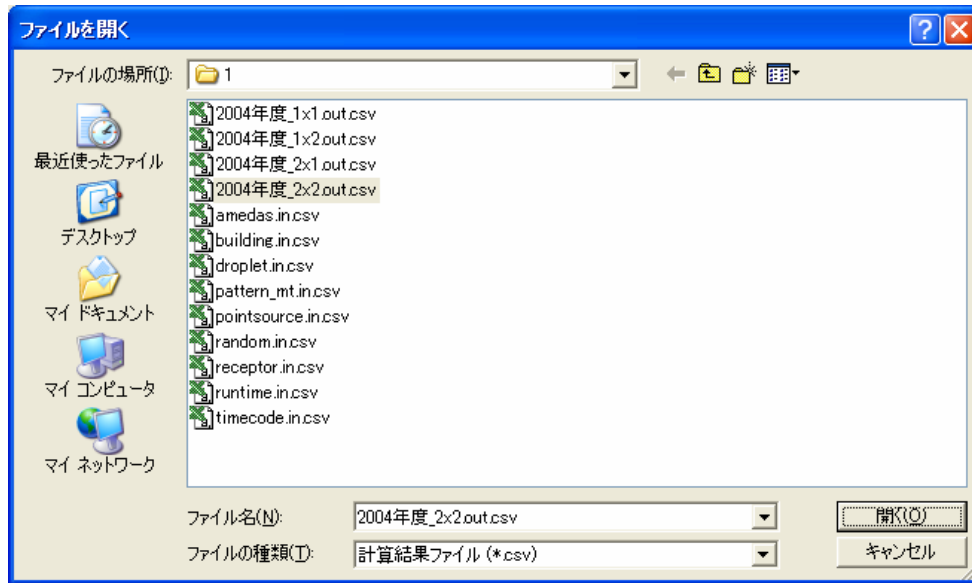 ファイルを開く
ファイルの場所(I):
1
最近使ったファイル
デスクトップ
マイ ドキュメント
マイ コンピュータ
マイ ネットワーク
2004年度_1x1.out.csv
2004年度_1x2.out.csv
2004年度_2x1.out.csv
2004年度_2x2.out.csv
amedas.in.csv
building.in.csv
droplet.in.csv
pattern_mt.in.csv
pointsource.in.csv
random.in.csv
receptor.in.csv
runtime.in.csv
timecode.in.csv
ファイル名(N):
2004年度_2x2.out.csv
開く(O)
ファイルの種類(T):
計算結果ファイル (*.csv)
キャンセル